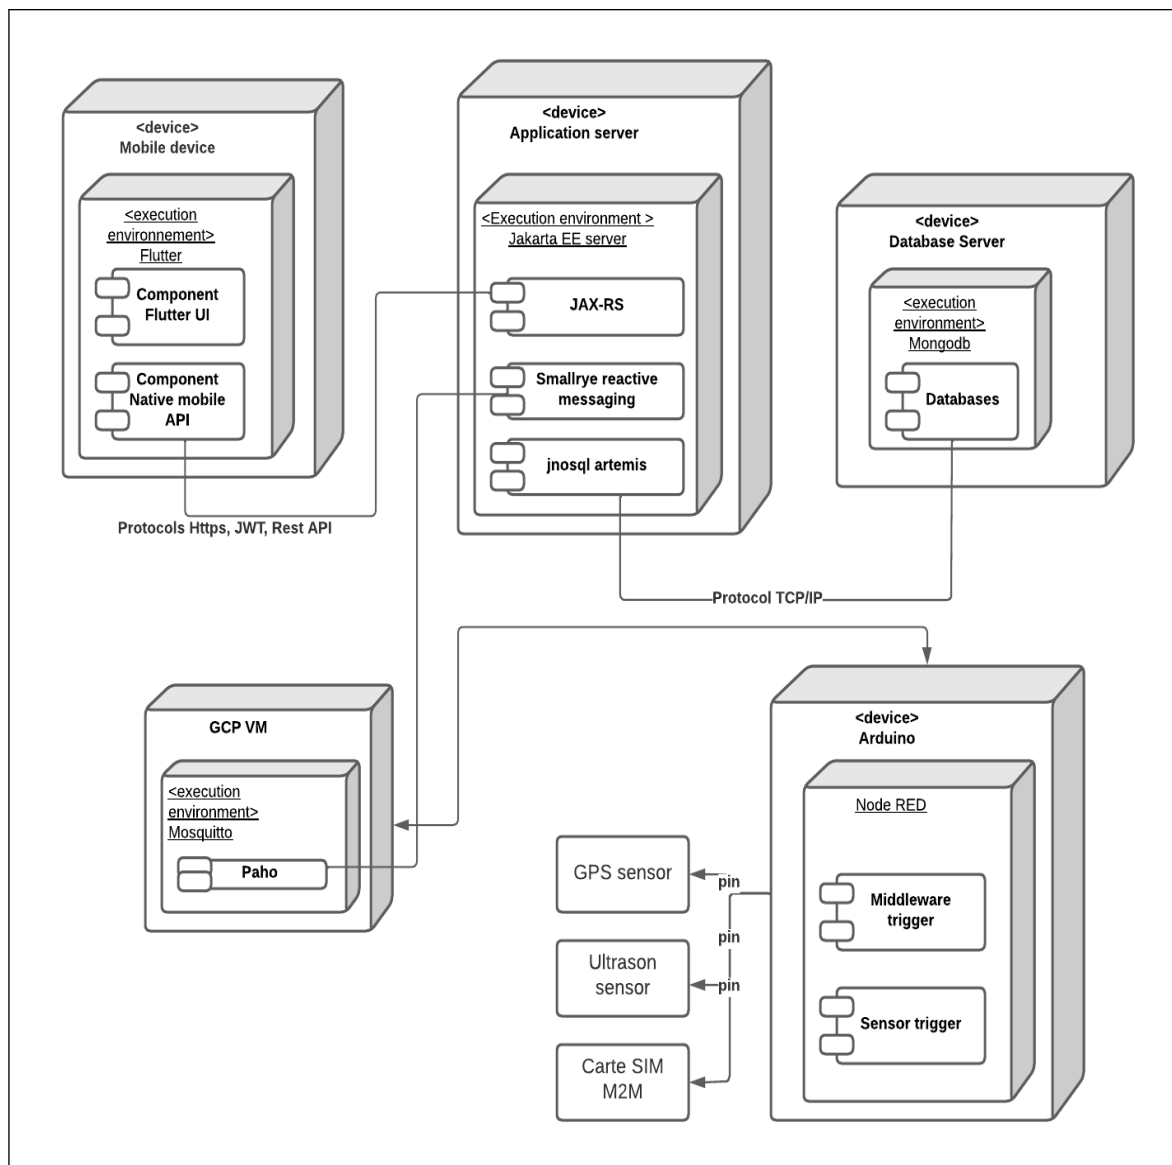 <device>
Mobile device
<execution
environnement>
Flutter
Component
Flutter UI
Component
Native mobile
API
Protocols Https, JWT, Rest API
<device>
Application server
<Execution environment >
Jakarta EE server
JAX-RS
Smallrye reactive
messaging
jnosql artemis
<device>
Database Server
<execution
environment>
Mongodb
Databases
Protocol TCP/IP
GCP VM
<execution
environment>
Mosquitto
Paho
<device>
Arduino
Node RED
Middleware
trigger
Sensor trigger
GPS sensor
pin
pin
Ultrason
sensor
pin
Carte SIM
M2M